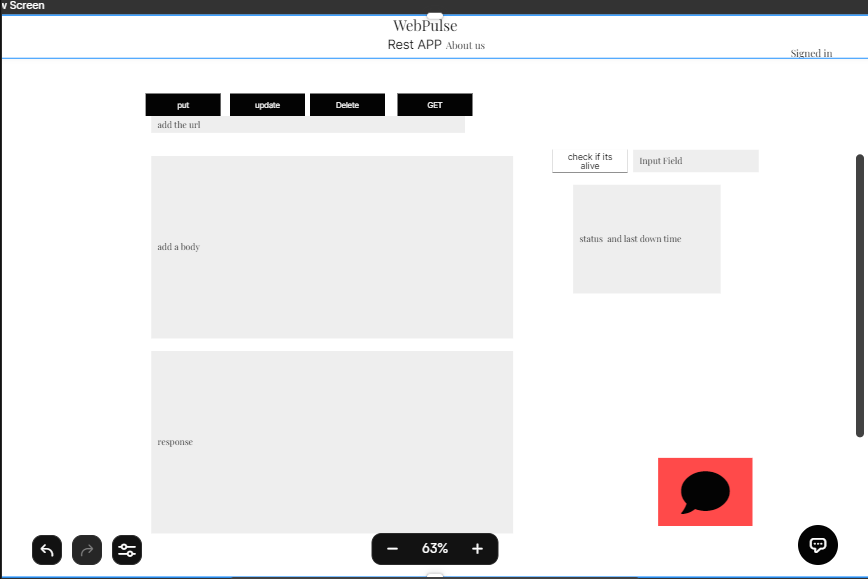 v Screen
WebPulse
Rest APP About us
Signed in
put update Delete GET
add the url
check if its
alive
Input Field
status and last down time
add a body
response
63%